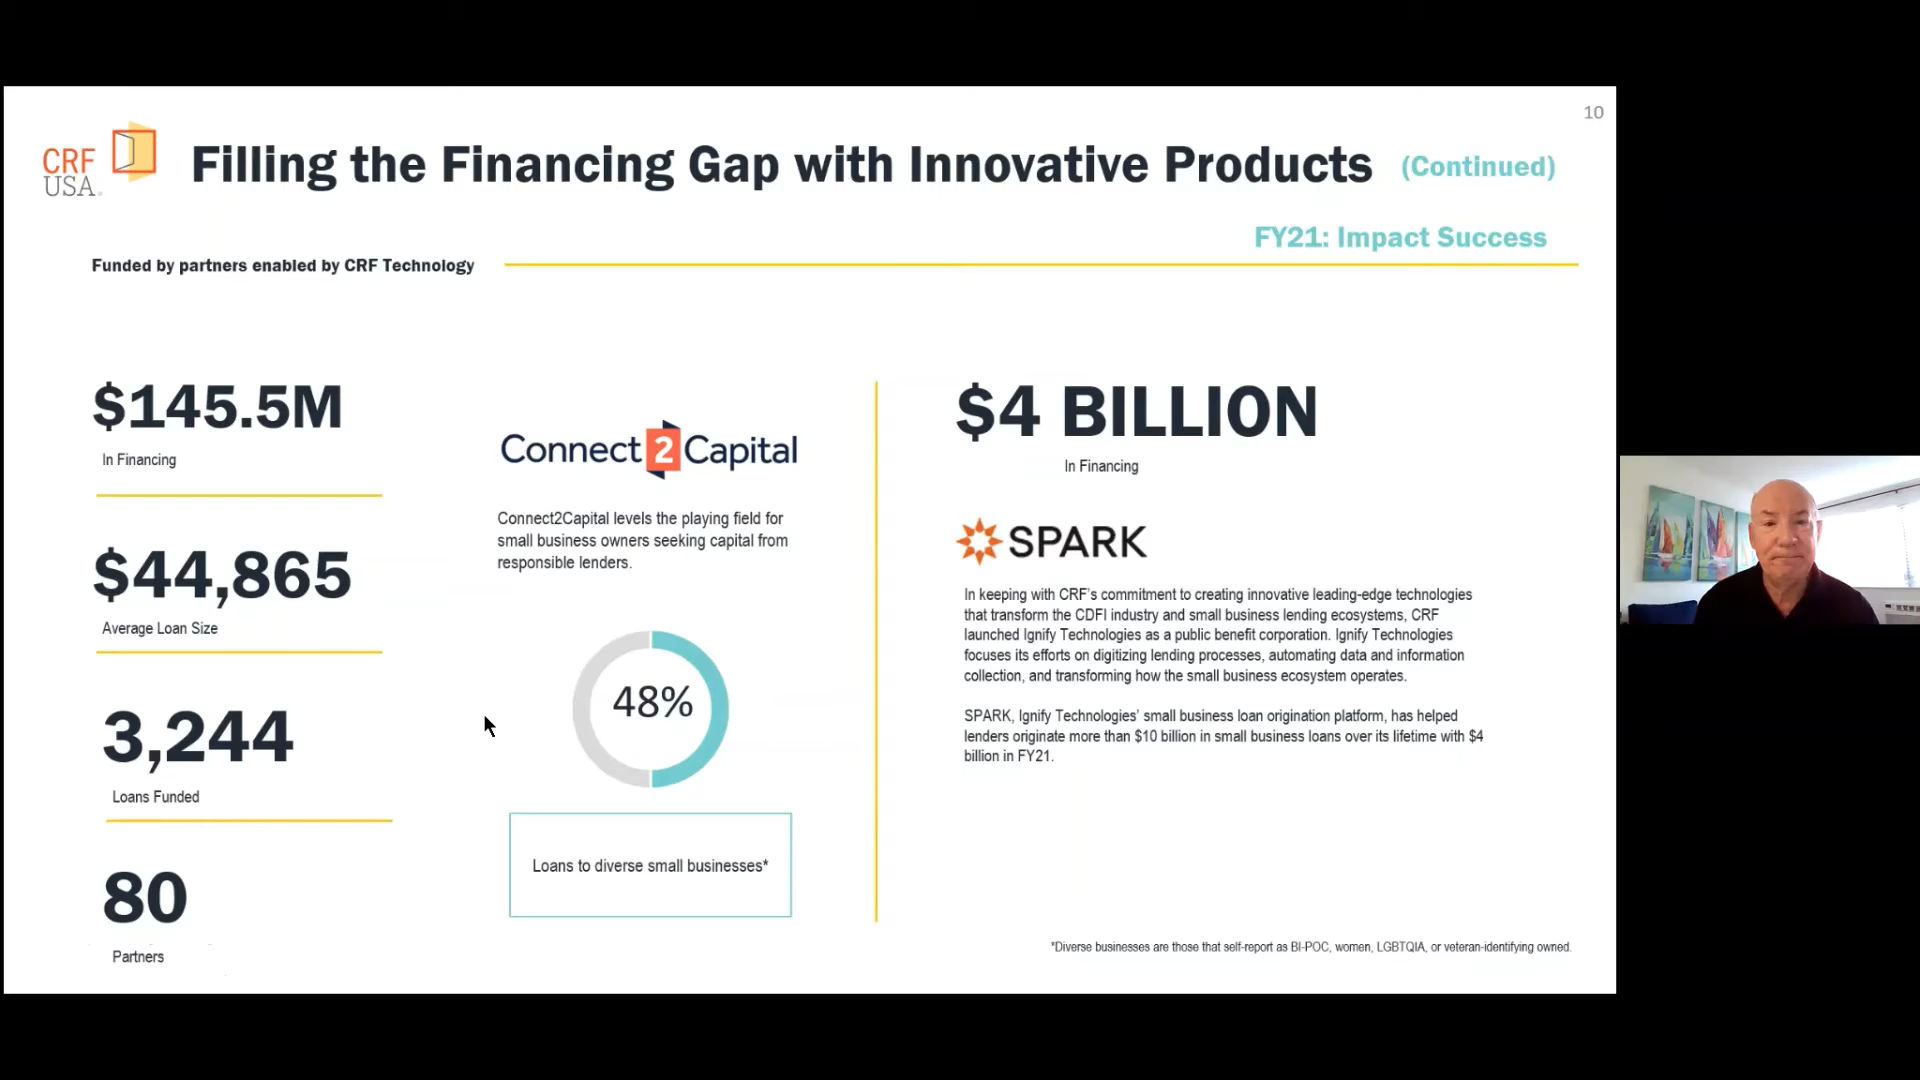 10
CRF
USA
Filling the Financing Gap with Innovative Products (Continued)
FY21: Impact Success
Funded by partners enabled by CRF Technology
$145.5M
In Financing
$44,865
Average Loan Size
3,244
Loans Funded
80
Partners
Connect 2 Capital
Connect2Capital levels the playing field for
small business owners seeking capital from
responsible lenders.
48%
Loans to diverse small businesses*
$4 BILLION
In Financing
SPARK
In keeping with CRF's commitment to creating innovative leading-edge technologies
that transform the CDFI industry and small business lending ecosystems, CRF
launched Ignify Technologies as a public benefit corporation. Ignify Technologies
focuses its efforts on digitizing lending processes, automating data and information
collection, and transforming how the small business ecosystem operates.
SPARK, Ignify Technologies' small business loan origination platform, has helped
lenders originate more than $10 billion in small business loans over its lifetime with $4
billion in FY21.
*Diverse businesses are those that self-report as BI-POC, women, LGBTQIA, or veteran-identifying owned.